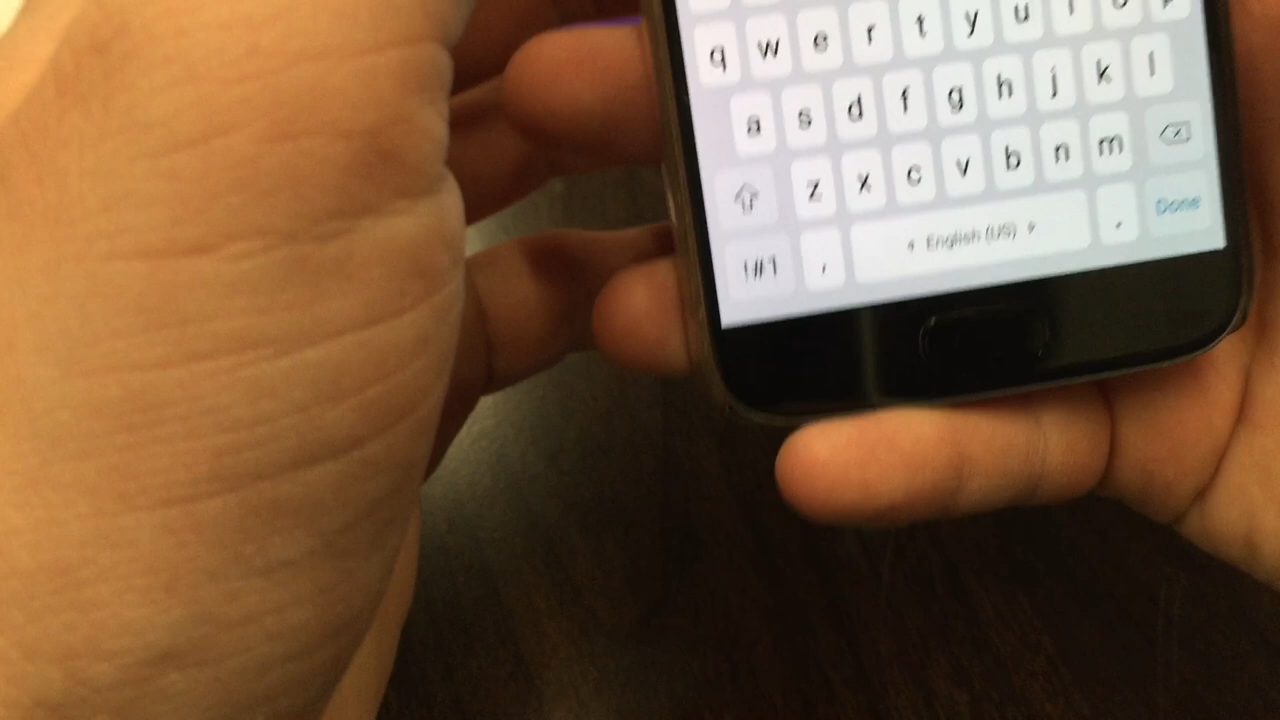 q w e r t y u i o p
a s d f g h j k l
z x c v b n m
!#1 , English (US) . Done